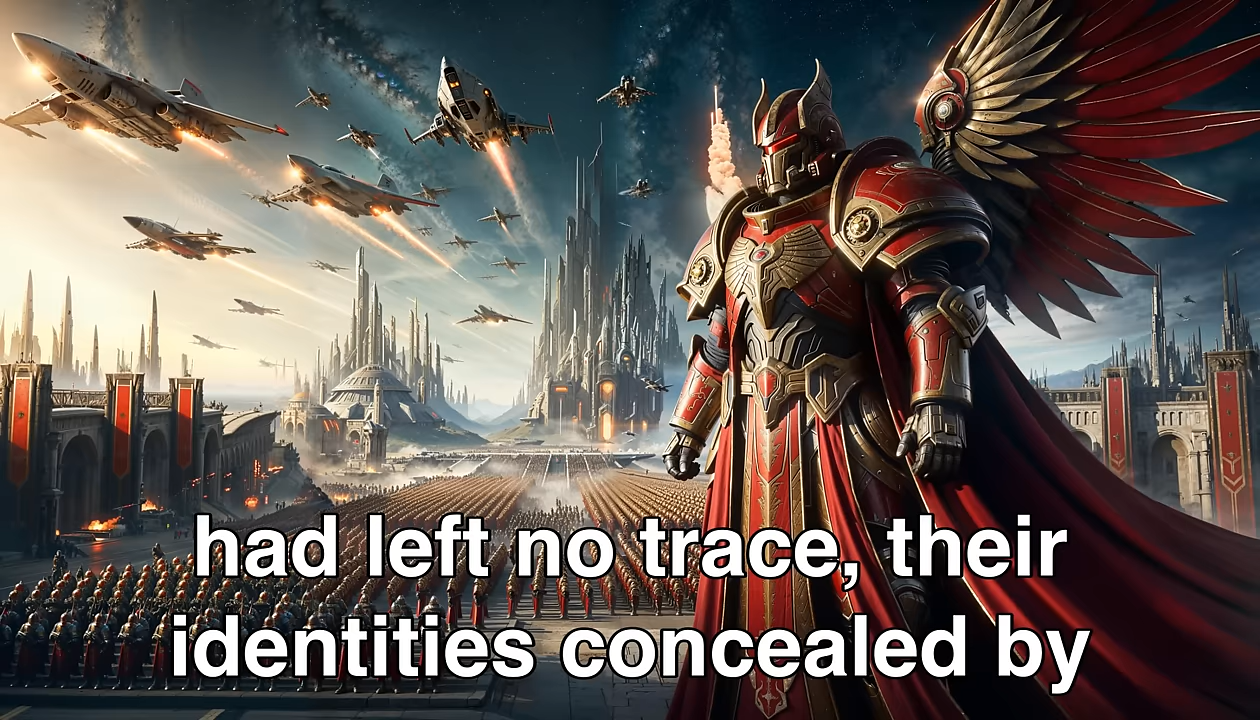 had left no trace, their
identities concealed by